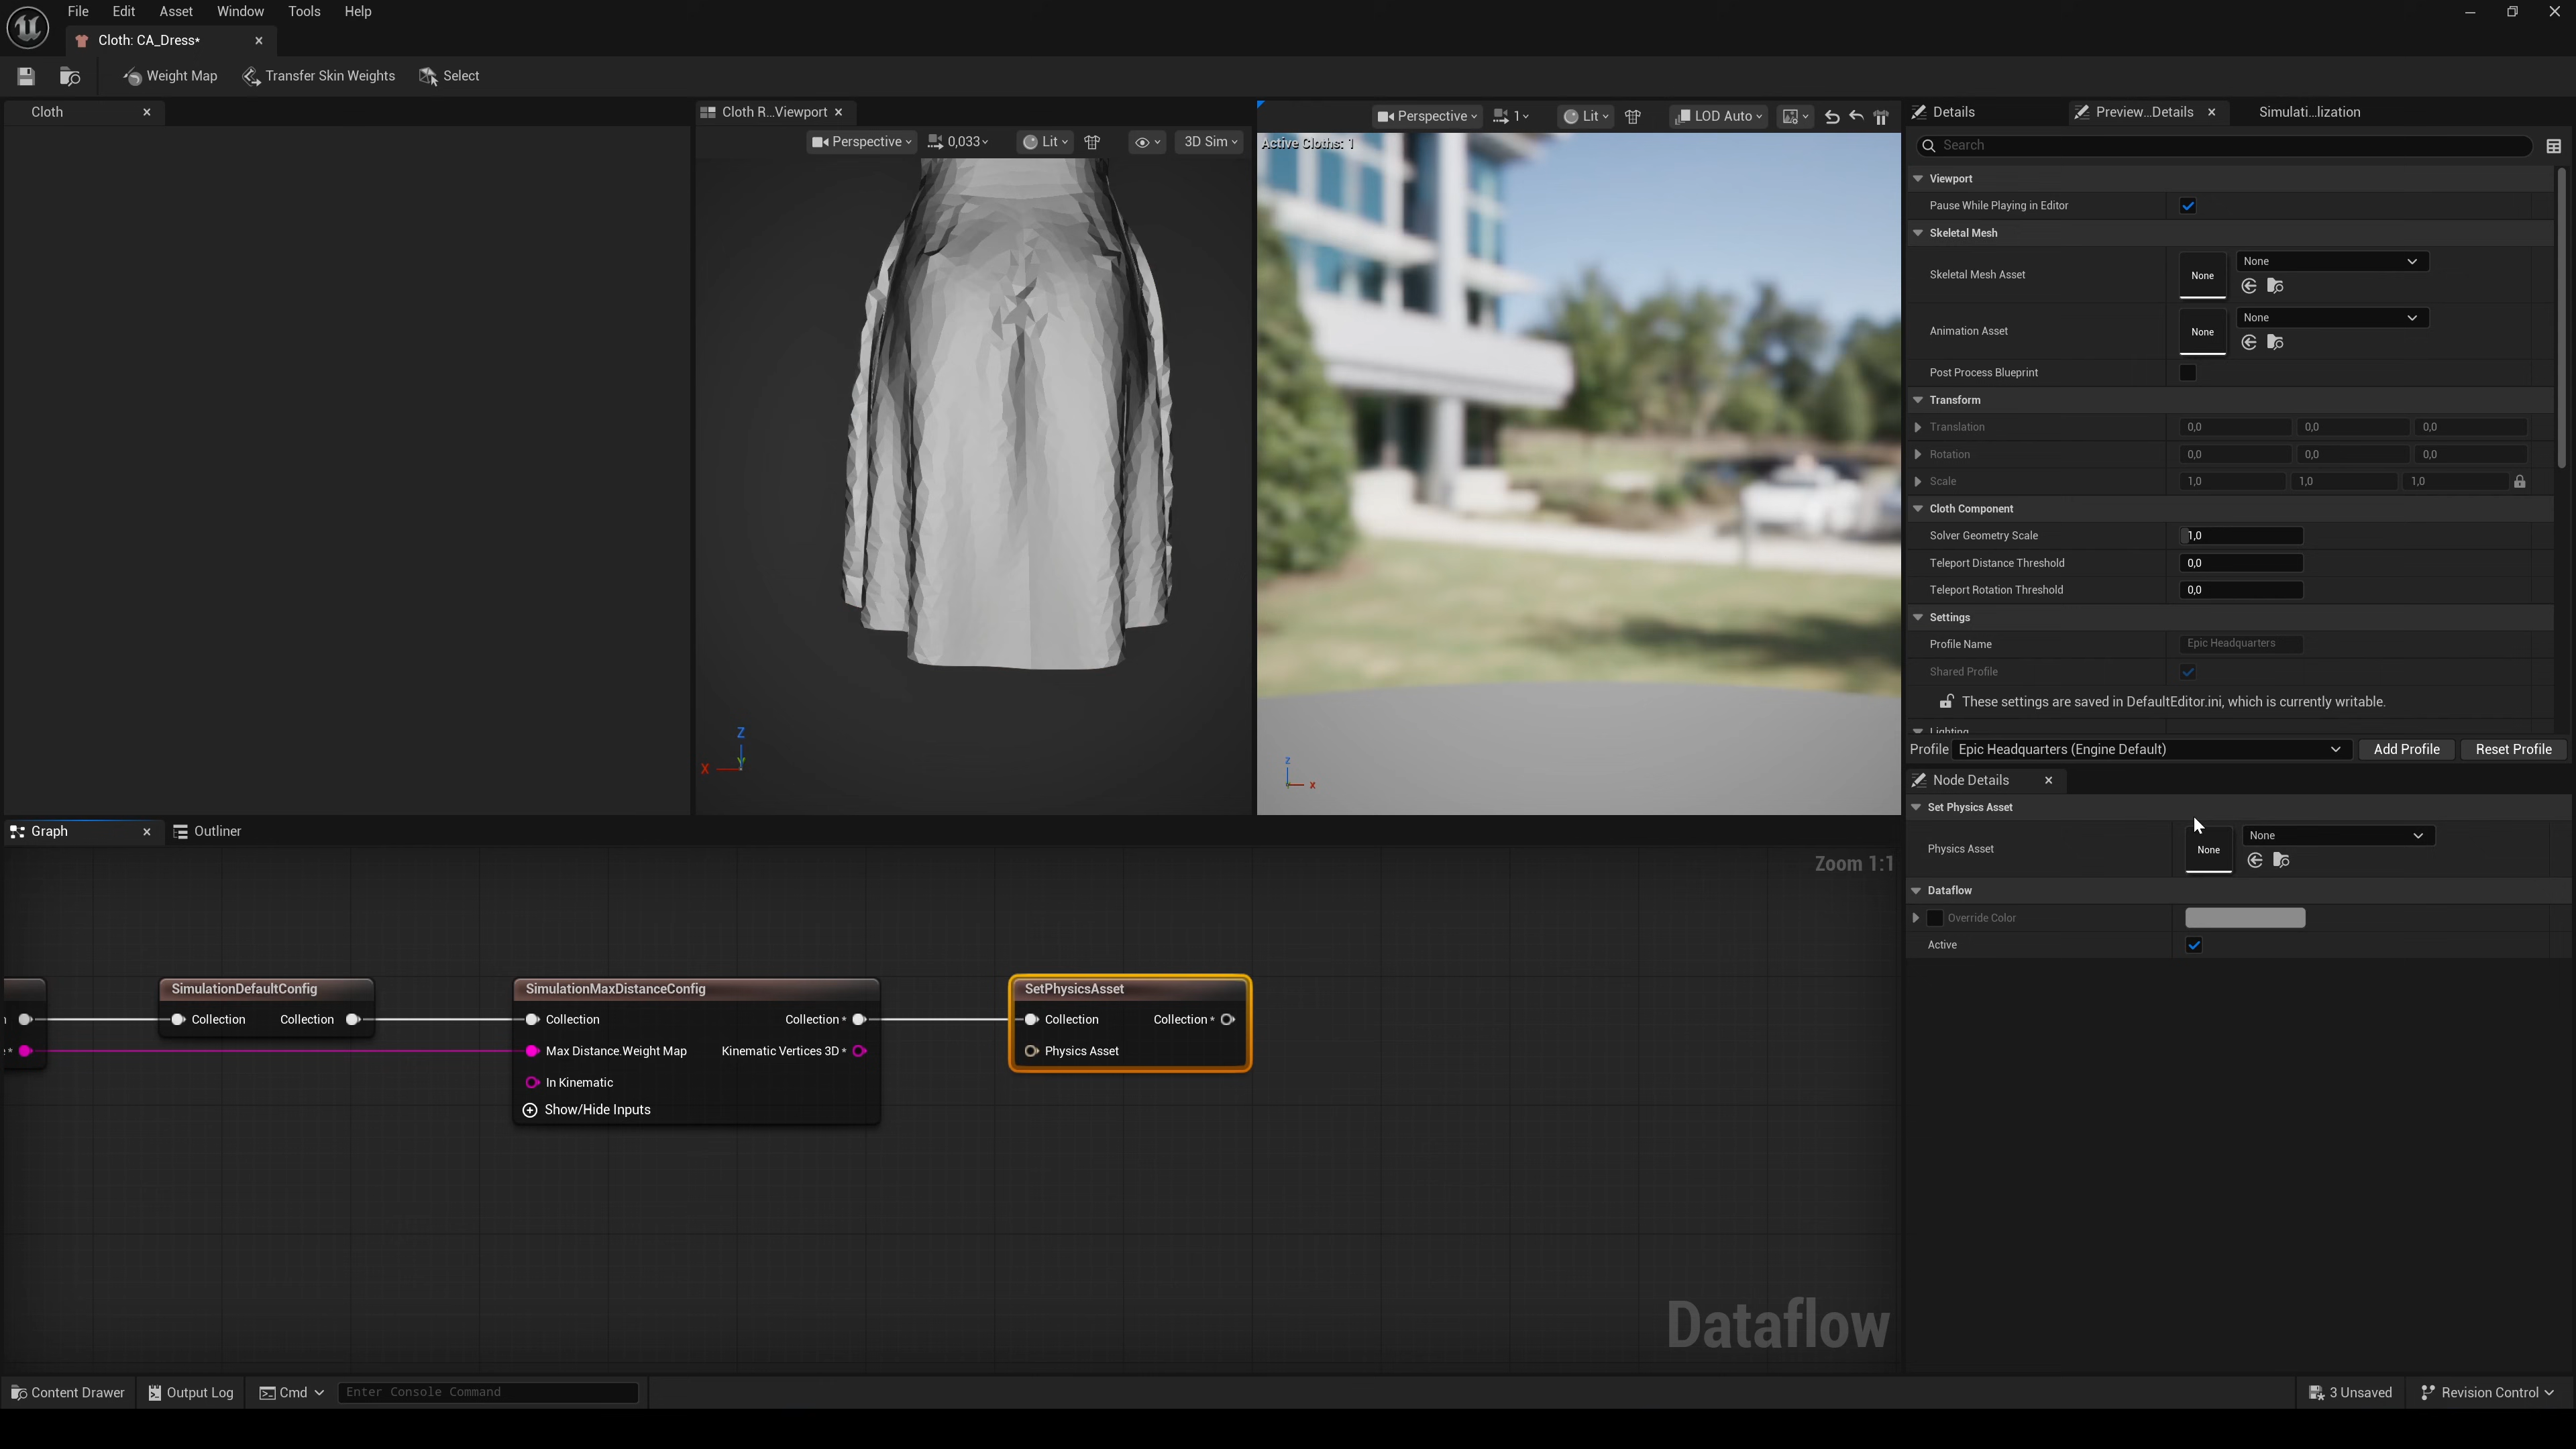 File Edit Asset Window Tools Help
Cloth: CA_Dress*
Weight Map Transfer Skin Weights Select
Cloth
Cloth R...Viewport
Perspective 0,033 Lit 3D Sim
Z
X
Y
Perspective 1 Lit LOD Auto
Active Cloths: 1
Z
X
Details Preview...Details Simulati...lization
Search
Viewport
Pause While Playing in Editor
Skeletal Mesh
Skeletal Mesh Asset None None
Animation Asset None None
Post Process Blueprint
Transform
Translation 0,0 0,0 0,0
Rotation 0,0 0,0 0,0
Scale 1,0 1,0 1,0
Cloth Component
Solver Geometry Scale 1,0
Teleport Distance Threshold 0,0
Teleport Rotation Threshold 0,0
Settings
Profile Name Epic Headquarters
Shared Profile
These settings are saved in DefaultEditor.ini, which is currently writable.
Lighting
Profile Epic Headquarters (Engine Default) Add Profile Reset Profile
Node Details
Set Physics Asset
Physics Asset None None
Dataflow
Override Color
Active
Graph Outliner
Zoom 1:1
SimulationDefaultConfig
Collection Collection
SimulationMaxDistanceConfig
Collection Collection *
Max Distance.Weight Map Kinematic Vertices 3D *
In Kinematic
Show/Hide Inputs
SetPhysicsAsset
Collection Collection *
Physics Asset
Dataflow
Content Drawer Output Log Cmd Enter Console Command 3 Unsaved Revision Control